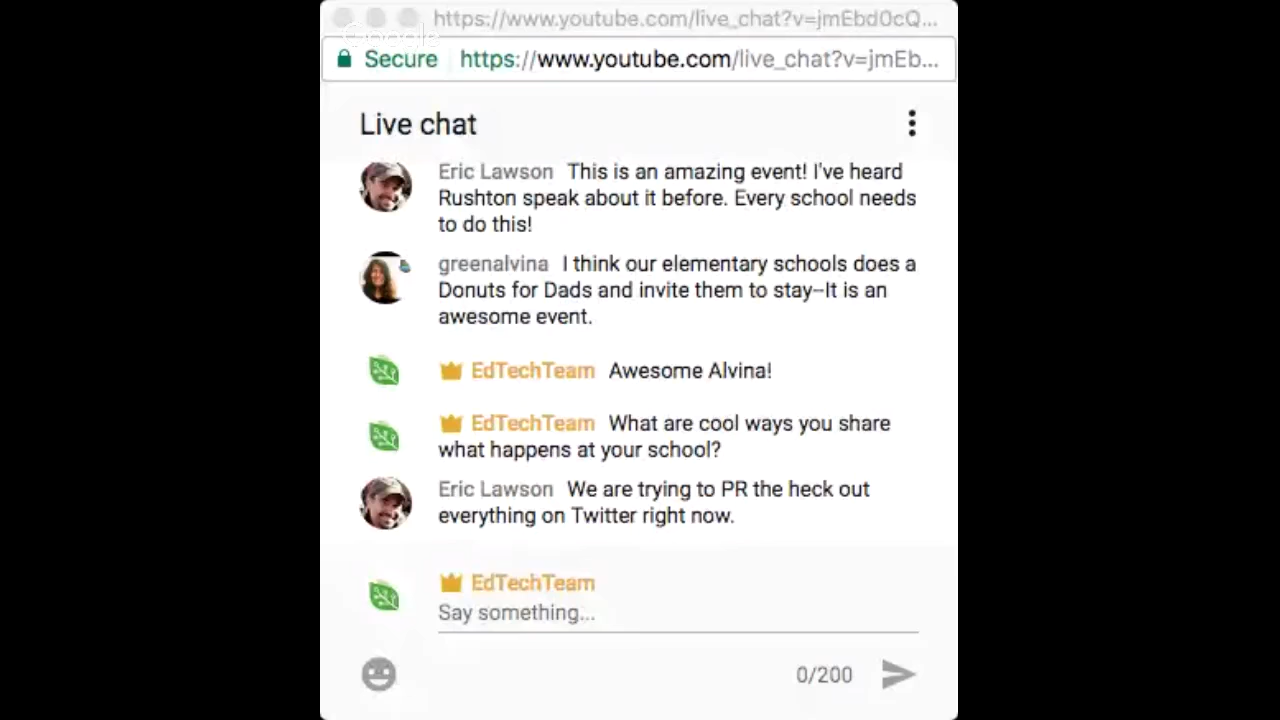 https://www.youtube.com/live_chat?v=jmEbd0cQ...
Google
Secure https://www.youtube.com/live_chat?v=jmEb...
Live chat
Eric Lawson This is an amazing event! I've heard
Rushton speak about it before. Every school needs
to do this!
greenalvina I think our elementary schools does a
Donuts for Dads and invite them to stay--It is an
awesome event.
EdTechTeam Awesome Alvina!
EdTechTeam What are cool ways you share
what happens at your school?
Eric Lawson We are trying to PR the heck out
everything on Twitter right now.
EdTechTeam
Say something...
0/200